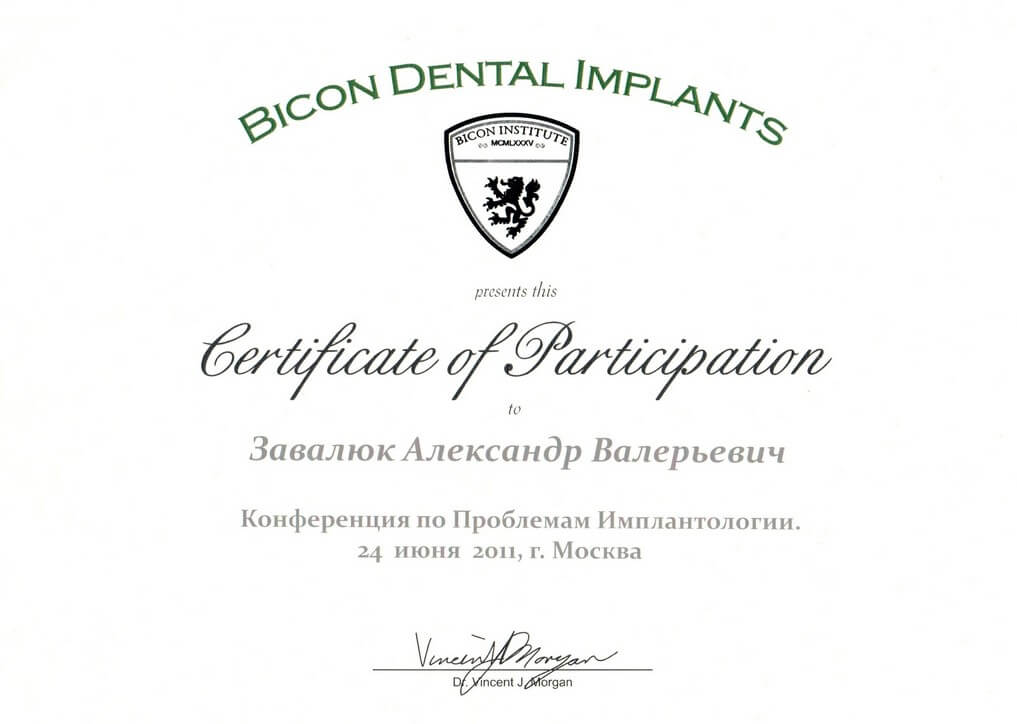 BICON DENTAL IMPLANTS
BICON INSTITUTE
MCMLXXXV
presents this
Certificate of Participation
to
Завалюк Александр Валерьевич
Конференция по Проблемам Имплантологии.
24 июня 2011, г. Москва
Vincent J Morgan
Dr. Vincent J. Morgan